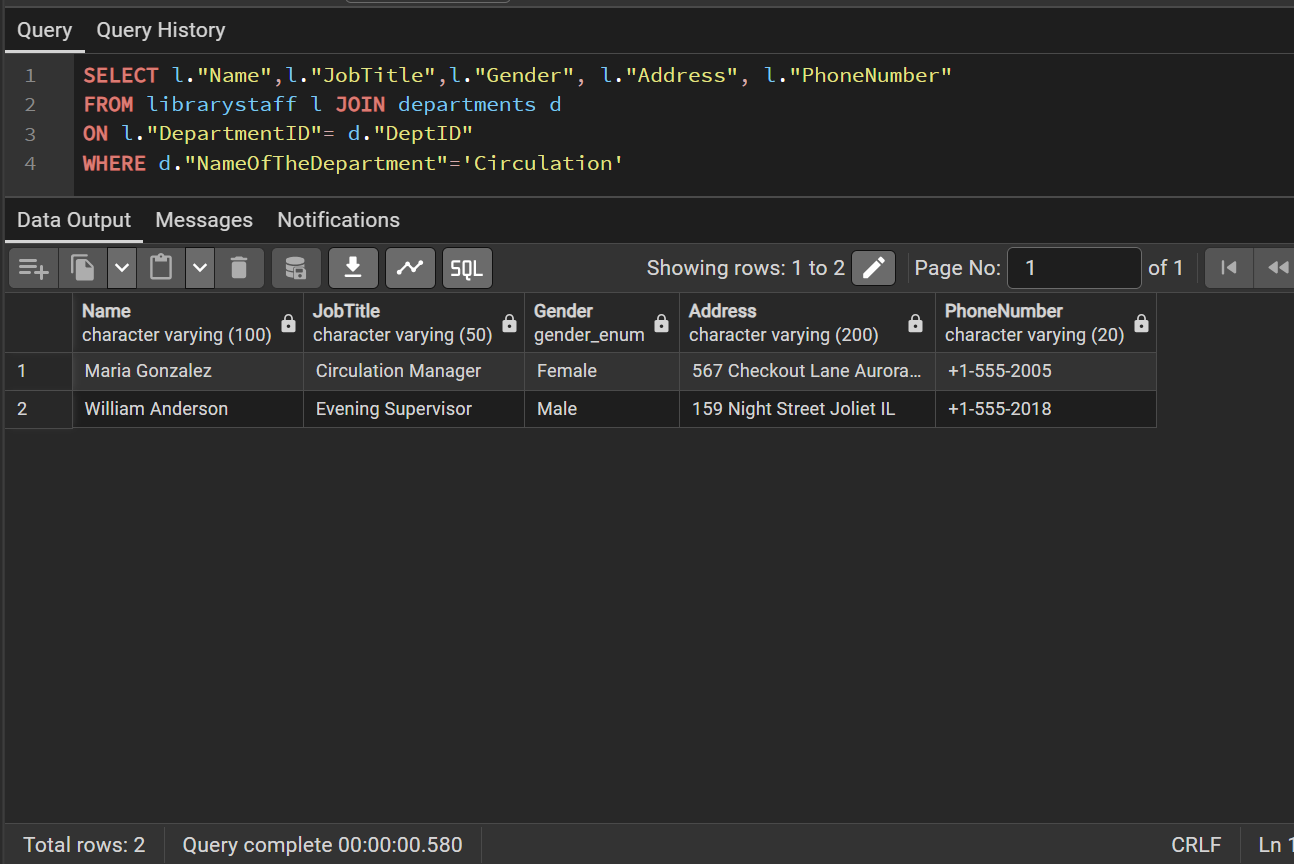 Query Query History
1 SELECT l."Name",l."JobTitle",l."Gender", l."Address", l."PhoneNumber"
2 FROM librarystaff l JOIN departments d
3 ON l."DepartmentID"= d."DeptID"
4 WHERE d."NameOfTheDepartment"='Circulation'
Data Output Messages Notifications
SQL Showing rows: 1 to 2 Page No: 1 of 1
Name JobTitle Gender Address PhoneNumber
character varying (100) character varying (50) gender_enum character varying (200) character varying (20)
1 Maria Gonzalez Circulation Manager Female 567 Checkout Lane Aurora... +1-555-2005
2 William Anderson Evening Supervisor Male 159 Night Street Joliet IL +1-555-2018
Total rows: 2 Query complete 00:00:00.580 CRLF Ln 1